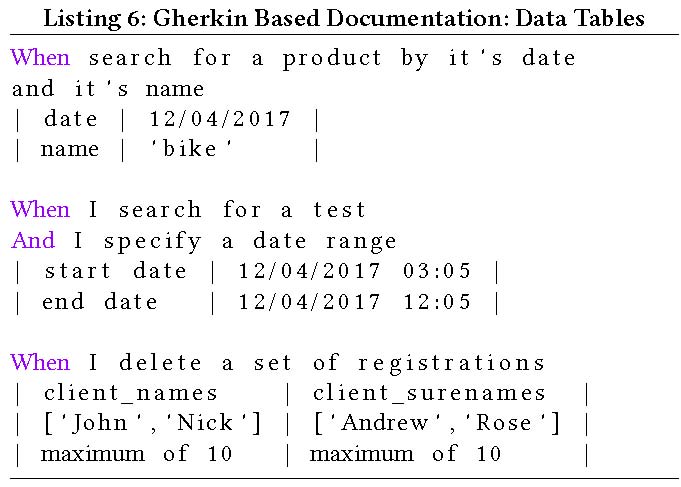 Listing 6: Gherkin Based Documentation: Data Tables
When search for a product by it's date
and it's name
| date | 12/04/2017 |
| name | 'bike' |
When I search for a test
And I specify a date range
| start date | 12/04/2017 03:05 |
| end date | 12/04/2017 12:05 |
When I delete a set of registrations
| client_names | client_surenames |
| ['John','Nick'] | ['Andrew','Rose'] |
| maximum of 10 | maximum of 10 |